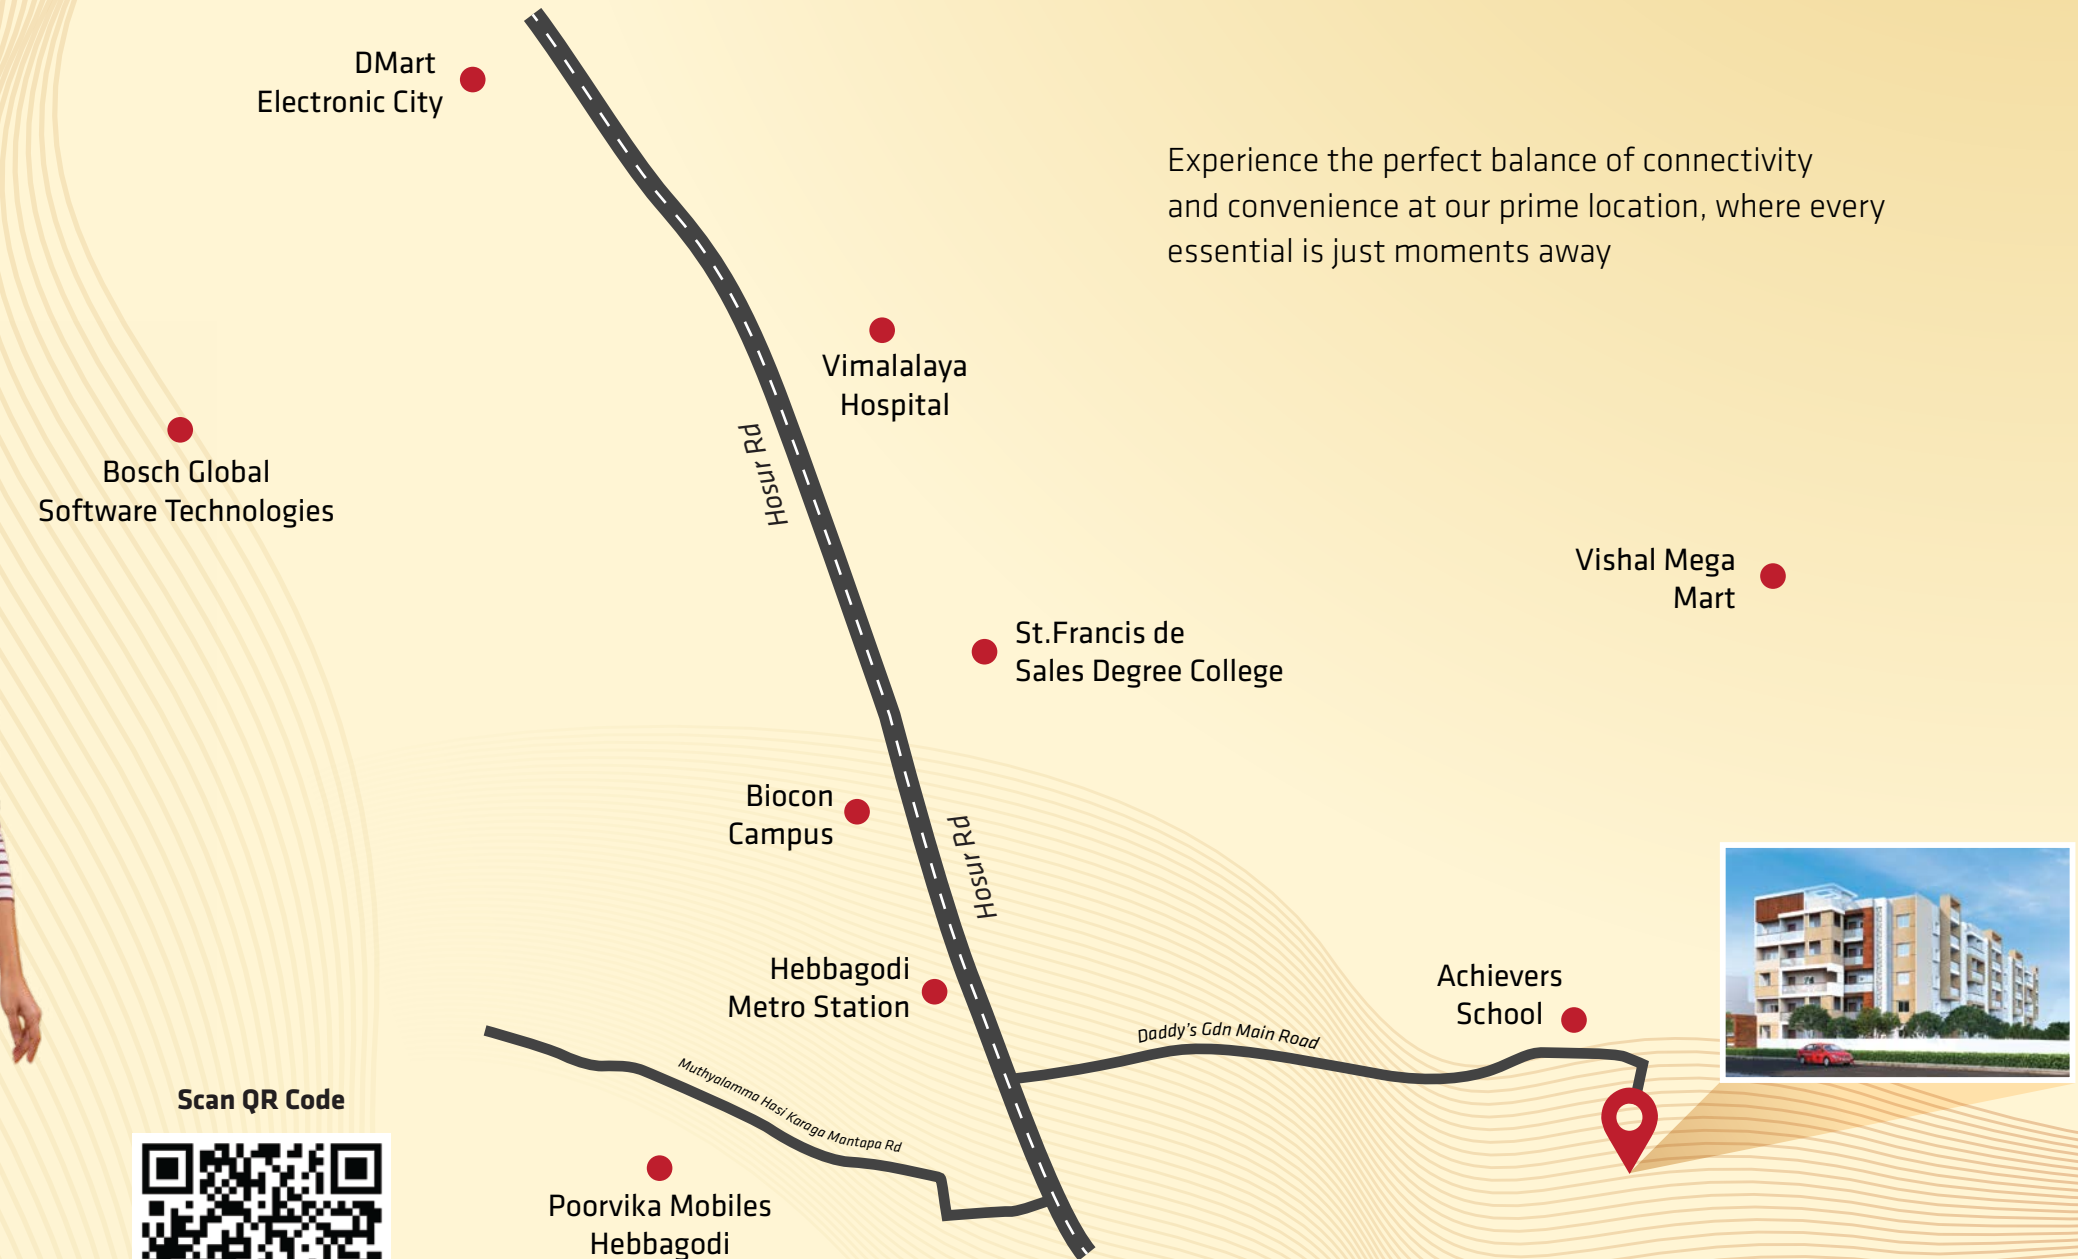 DMart
Electronic City
Experience the perfect balance of connectivity
and convenience at our prime location, where every
essential is just moments away
Vimalalaya
Hospital
Hosur Rd
Bosch Global
Software Technologies
Vishal Mega
Mart
St.Francis de
Sales Degree College
Biocon
Campus
Hosur Rd
Hebbagodi
Metro Station
Achievers
School
Daddy's Gdn Main Road
Muthyalamma Hasi Karaga Mantapa Rd
Scan QR Code
Poorvika Mobiles
Hebbagodi